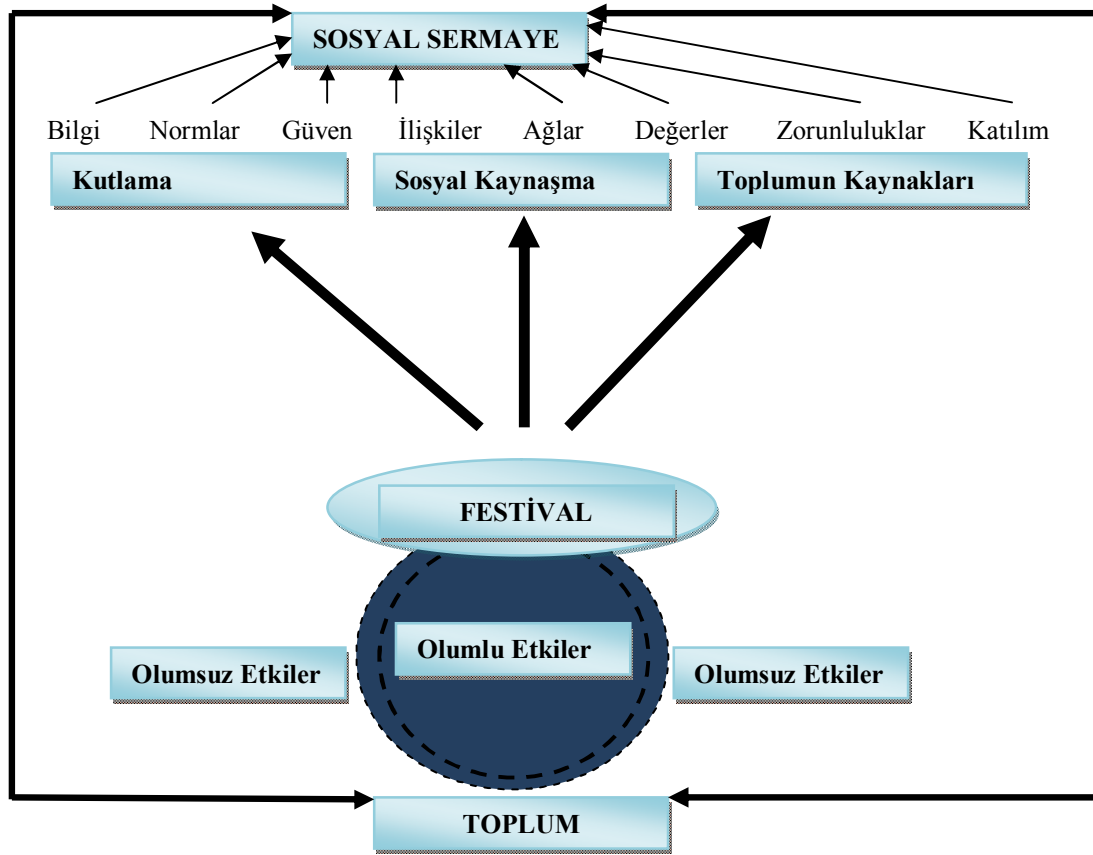 SOSYAL SERMAYE
Bilgi Normlar Güven İlişkiler Ağlar Değerler Zorunluluklar Katılım
Kutlama Sosyal Kaynaşma Toplumun Kaynakları
FESTİVAL
Olumlu Etkiler
Olumsuz Etkiler Olumsuz Etkiler
TOPLUM